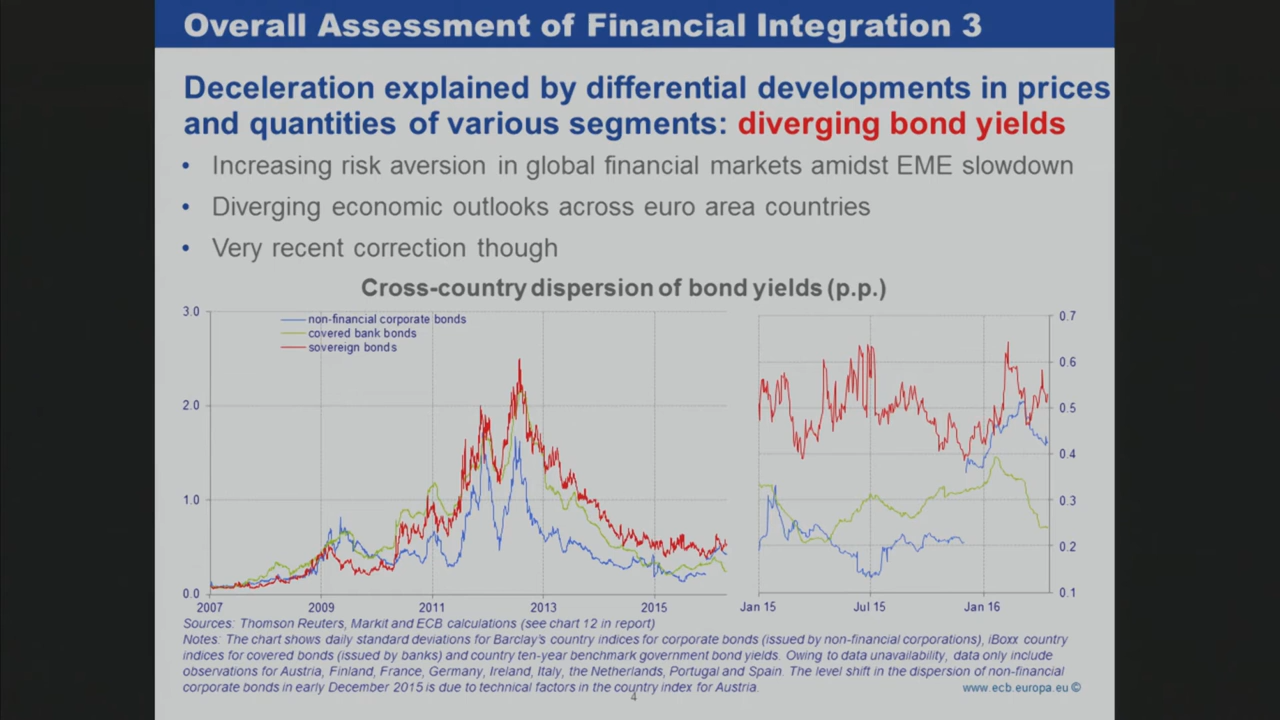 Overall Assessment of Financial Integration 3
Deceleration explained by differential developments in prices
and quantities of various segments: diverging bond yields
• Increasing risk aversion in global financial markets amidst EME slowdown
• Diverging economic outlooks across euro area countries
• Very recent correction though
Cross-country dispersion of bond yields (p.p.)
3.0
non-financial corporate bonds
covered bank bonds
sovereign bonds
2.0
1.0
0.0
2007 2009 2011 2013 2015
0.7
0.6
0.5
0.4
0.3
0.2
0.1
Jan 15 Jul 15 Jan 16
Sources: Thomson Reuters, Markit and ECB calculations (see chart 12 in report)
Notes: The chart shows daily standard deviations for Barclay's country indices for corporate bonds (issued by non-financial corporations), iBoxx country
indices for covered bonds (issued by banks) and country ten-year benchmark government bond yields. Owing to data unavailability, data only include
observations for Austria, Finland, France, Germany, Ireland, Italy, the Netherlands, Portugal and Spain. The level shift in the dispersion of non-financial
corporate bonds in early December 2015 is due to technical factors in the country index for Austria.
www.ecb.europa.eu ©
4